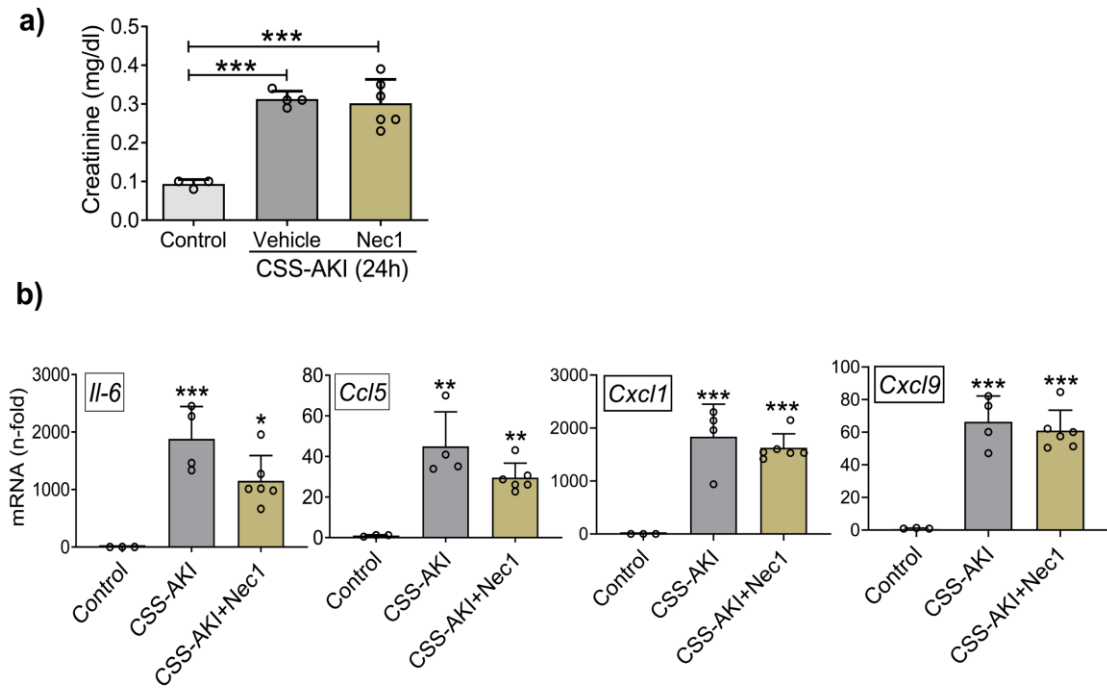 a)
Creatinine (mg/dl)
0.5
0.4
0.3
0.2
0.1
0.0
***
***
Control
Vehicle
Nec1
CSS-AKI (24h)
b)
mRNA (n-fold)
3000
2000
1000
0
Il-6
***
*
Control
CSS-AKI
CSS-AKI+Nec1
80
60
40
20
0
Ccl5
**
**
Control
CSS-AKI
CSS-AKI+Nec1
3000
2000
1000
0
Cxcl1
***
***
Control
CSS-AKI
CSS-AKI+Nec1
100
80
60
40
20
0
Cxcl9
***
***
Control
CSS-AKI
CSS-AKI+Nec1